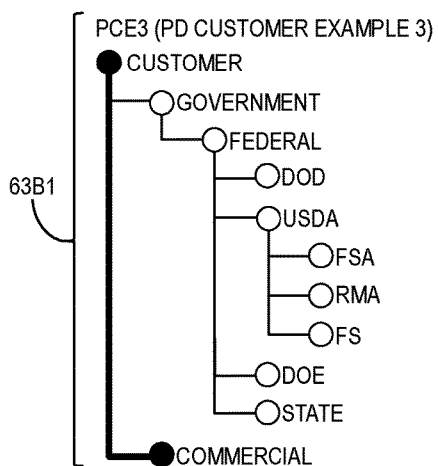 PCE3 (PD CUSTOMER EXAMPLE 3)
CUSTOMER
GOVERNMENT
FEDERAL
DOD
63B1
USDA
FSA
RMA
FS
DOE
STATE
COMMERCIAL